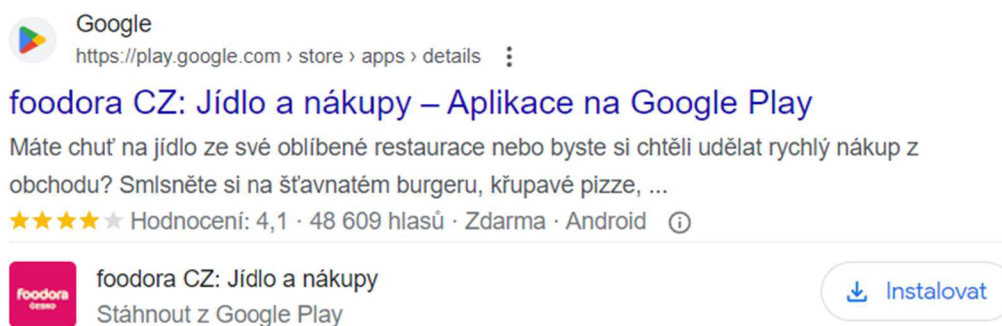 Google
https://play.google.com › store › apps › details
foodora CZ: Jídlo a nákupy – Aplikace na Google Play
Máte chuť na jídlo ze své oblíbené restaurace nebo byste si chtěli udělat rychlý nákup z
obchodu? Smlsněte si na šťavnatém burgeru, křupavé pizze, ...
Hodnocení: 4,1 · 48 609 hlasů · Zdarma · Android
foodora CZ: Jídlo a nákupy
foodora
ČESKO
Stáhnout z Google Play
Instalovat